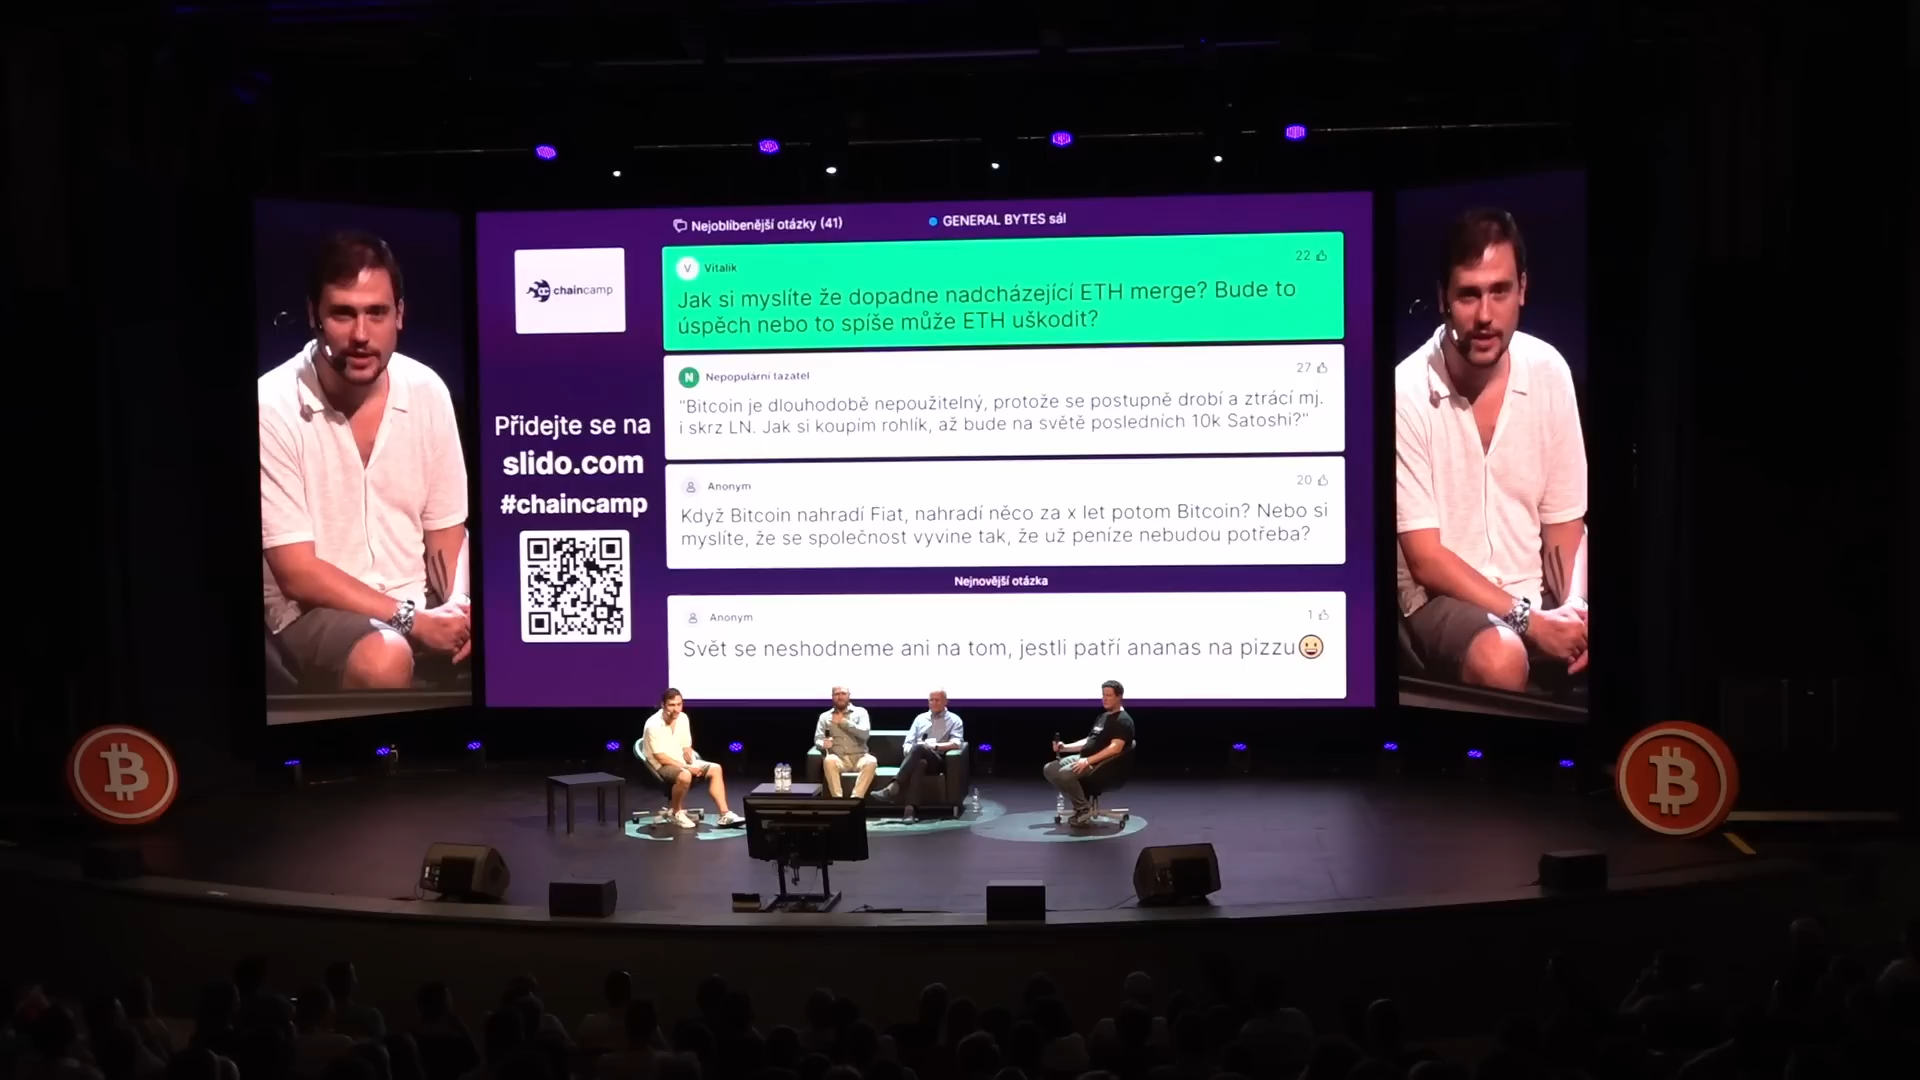 Nejoblíbenější otázky (41)
GENERAL BYTES sál
chaincamp
Přidejte se na
slido.com
#chaincamp
V Vitalik
22
Jak si myslíte že dopadne nadcházející ETH merge? Bude to
úspěch nebo to spíše může ETH uškodit?
N Nepopulární tazatel
27
"Bitcoin je dlouhodobě nepoužitelný, protože se postupně drobí a ztrácí mj.
i skrz LN. Jak si koupím rohlík, až bude na světě posledních 10k Satoshi?"
Anonym
20
Když Bitcoin nahradí Fiat, nahradí něco za x let potom Bitcoin? Nebo si
myslíte, že se společnost vyvine tak, že už peníze nebudou potřeba?
Nejnovější otázka
Anonym
1
Svět se neshodneme ani na tom, jestli patří ananas na pizzu😀